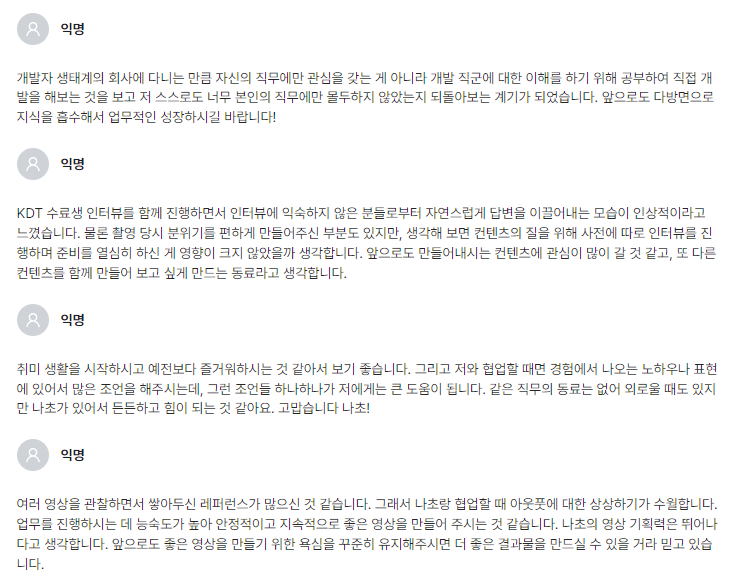 익명
개발자 생태계의 회사에 다니는 만큼 자신의 직무에만 관심을 갖는 게 아니라 개발 직군에 대한 이해를 하기 위해 공부하여 직접 개
발을 해보는 것을 보고 저 스스로도 너무 본인의 직무에만 몰두하지 않았는지 되돌아보는 계기가 되었습니다. 앞으로도 다방면으로
지식을 흡수해서 업무적인 성장하시길 바랍니다!
익명
KDT 수료생 인터뷰를 함께 진행하면서 인터뷰에 익숙하지 않은 분들로부터 자연스럽게 답변을 이끌어내는 모습이 인상적이라고
느꼈습니다. 물론 촬영 당시 분위기를 편하게 만들어주신 부분도 있지만, 생각해 보면 컨텐츠의 질을 위해 사전에 따로 인터뷰를 진
행하며 준비를 열심히 하신 게 영향이 크지 않았을까 생각합니다. 앞으로도 만들어내시는 컨텐츠에 관심이 많이 갈 것 같고, 또 다른
컨텐츠를 함께 만들어 보고 싶게 만드는 동료라고 생각합니다.
익명
취미 생활을 시작하시고 예전보다 즐거워하시는 것 같아서 보기 좋습니다. 그리고 저와 협업할 때면 경험에서 나오는 노하우나 표현
에 있어서 많은 조언을 해주시는데, 그런 조언들 하나하나가 저에게는 큰 도움이 됩니다. 같은 직무의 동료는 없어 외로울 때도 있지
만 나초가 있어서 든든하고 힘이 되는 것 같아요. 고맙습니다 나초!
익명
여러 영상을 관찰하면서 쌓아두신 레퍼런스가 많으신 것 같습니다. 그래서 나초랑 협업할 때 아웃풋에 대한 상상하기가 수월합니다.
업무를 진행하시는 데 능숙도가 높아 안정적이고 지속적으로 좋은 영상을 만들어 주시는 것 같습니다. 나초의 영상 기획력은 뛰어나
다고 생각합니다. 앞으로도 좋은 영상을 만들기 위한 욕심을 꾸준히 유지해주시면 더 좋은 결과물을 만드실 수 있을 거라 믿고 있습
니다.